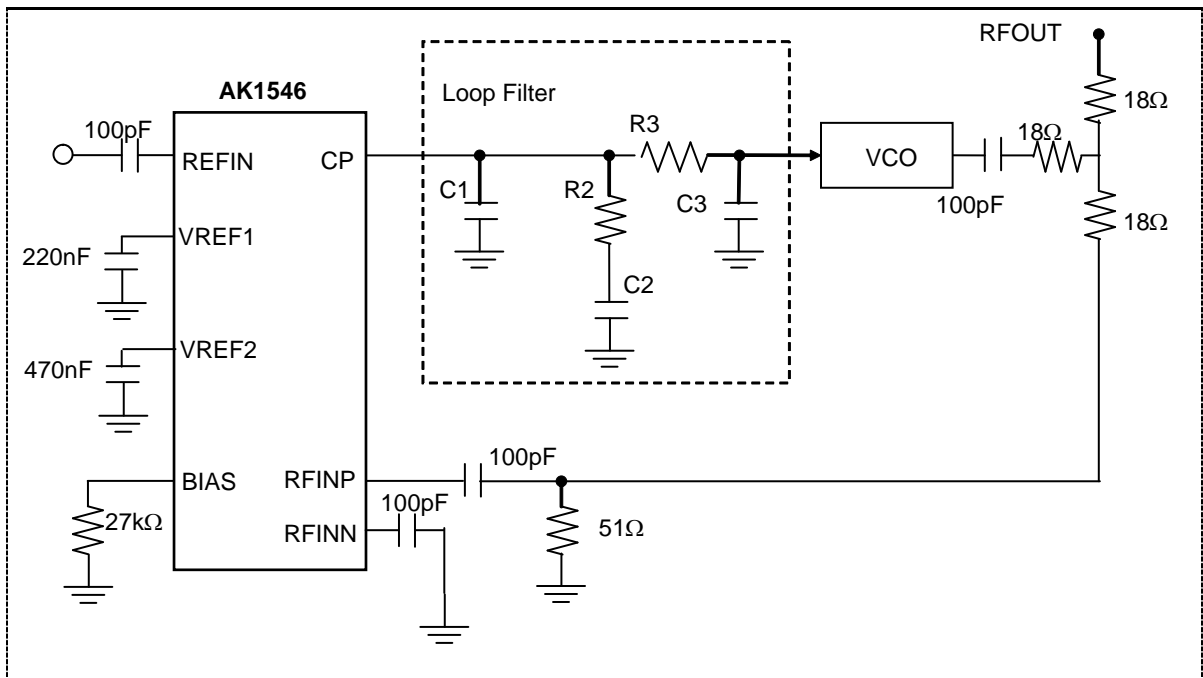 RFOUT
AK1546
Loop Filter
18Ω
100pF
R3
18Ω
REFIN
CP
VCO
C1
R2
C3
100pF
18Ω
VREF1
220nF
C2
VREF2
470nF
100pF
BIAS
RFINP
100pF
27kΩ
RFINN
51Ω